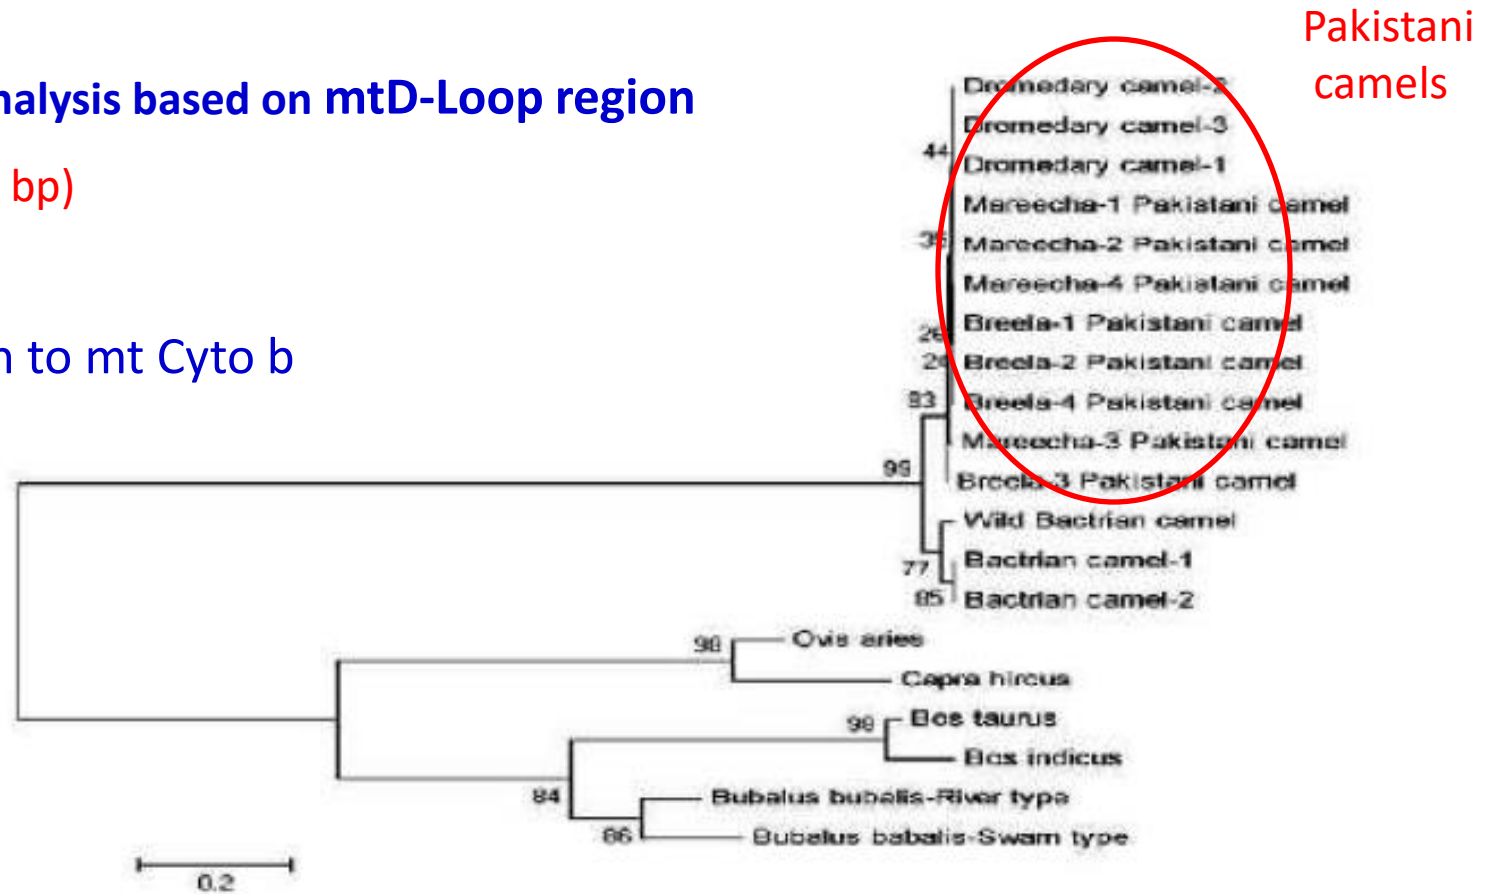 Pakistani
camels
nalysis based on mtD-Loop region
bp)
n to mt Cyto b
Dromedary camel-2
Dromedary camel-3
44
Dromedary camel-1
Mareecha-1 Pakistani camel
35
Mareecha-2 Pakistani camel
Mareecha-4 Pakistani camel
Breela-1 Pakistani camel
26
Breela-2 Pakistani camel
Breela-4 Pakistani camel
Mareecha-3 Pakistani camel
99
Breela-3 Pakistani camel
Wild Bactrian camel
Bactrian camel-1
77
85
Bactrian camel-2
98
Ovis aries
Capra hircus
98
Bos taurus
Bos indicus
84
Bubalus bubalis-River type
86
Bubalus babalis-Swam type
0.2